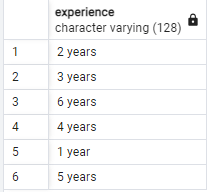 experience
character varying (128)
1 2 years
2 3 years
3 6 years
4 4 years
5 1 year
6 5 years